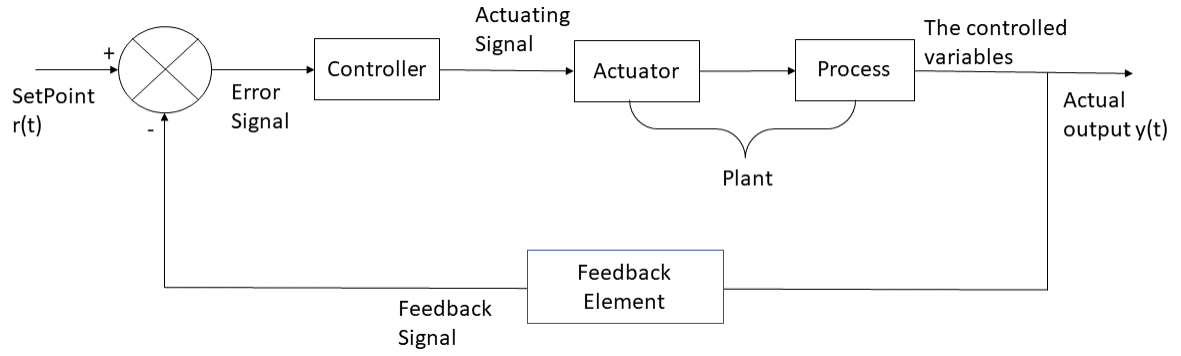 Actuating
Signal
The controlled
variables
+
Controller
Actuator
Process
SetPoint
r(t)
Error
Signal
Actual
output y(t)
-
Plant
Feedback
Element
Feedback
Signal